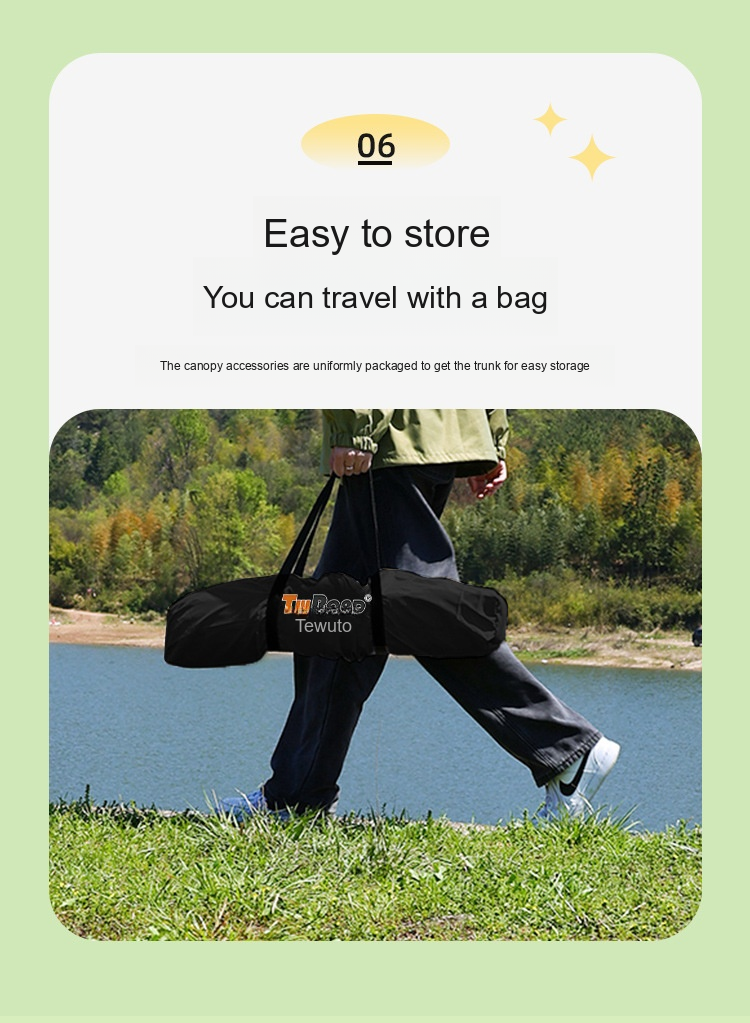 06
Easy to store
You can travel with a bag
The canopy accessories are uniformly packaged to get the trunk for easy storage
Tewuto